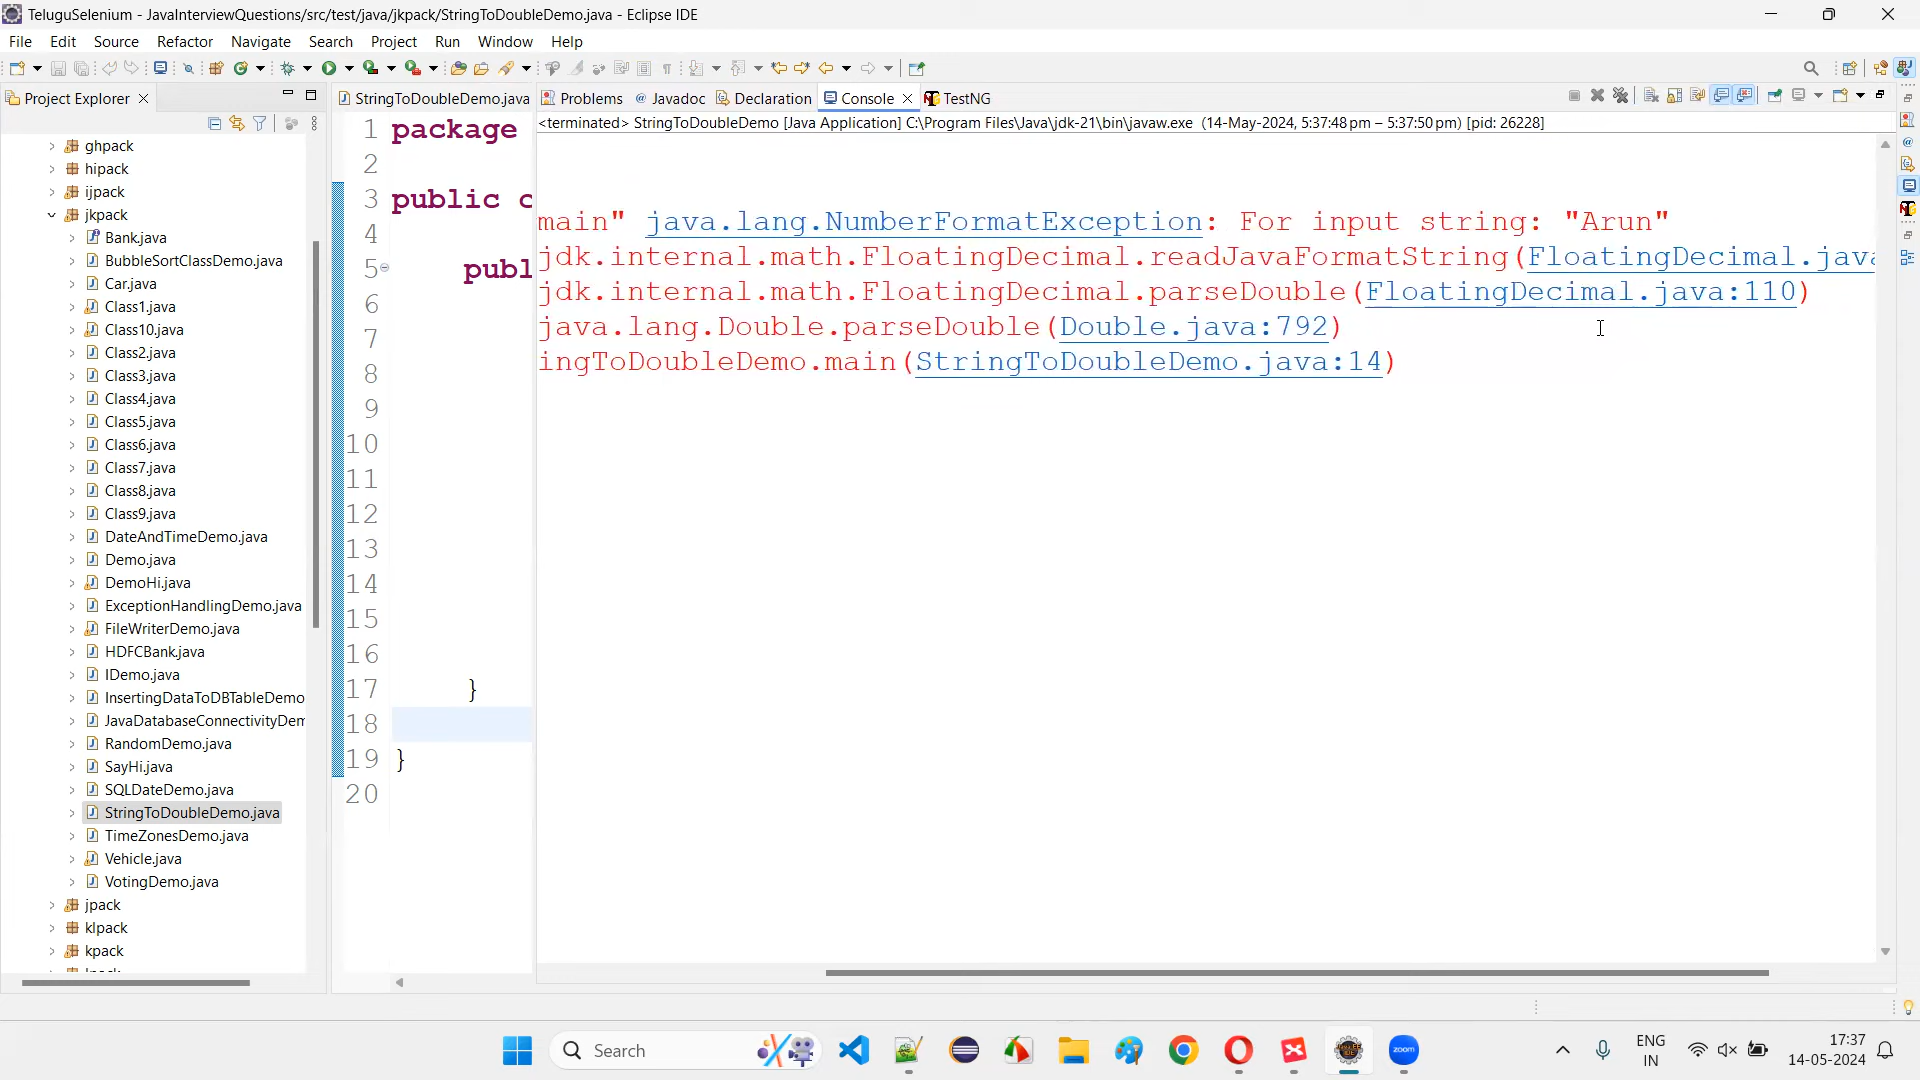 TeluguSelenium - JavaInterviewQuestions/src/test/java/jkpack/StringToDoubleDemo.java - Eclipse IDE
File Edit Source Refactor Navigate Search Project Run Window Help
Project Explorer
StringToDoubleDemo.java
Problems Javadoc Declaration Console TestNG
<terminated> StringToDoubleDemo [Java Application] C:\Program Files\Java\jdk-21\bin\javaw.exe (14-May-2024, 5:37:48 pm – 5:37:50 pm) [pid: 26228]
ghpack
hipack
ijpack
jkpack
Bank.java
BubbleSortClassDemo.java
Car.java
Class1.java
Class10.java
Class2.java
Class3.java
Class4.java
Class5.java
Class6.java
Class7.java
Class8.java
Class9.java
DateAndTimeDemo.java
Demo.java
DemoHi.java
ExceptionHandlingDemo.java
FileWriterDemo.java
HDFCBank.java
IDemo.java
InsertingDataToDBTableDemo
JavaDatabaseConnectivityDem
RandomDemo.java
SayHi.java
SQLDateDemo.java
StringToDoubleDemo.java
TimeZonesDemo.java
Vehicle.java
VotingDemo.java
jpack
klpack
kpack
1 package
2
3 public c
4
5 publ
6
7
8
9
10
11
12
13
14
15
16
17 }
18
19 }
20
main" java.lang.NumberFormatException: For input string: "Arun"
jdk.internal.math.FloatingDecimal.readJavaFormatString(FloatingDecimal.java
jdk.internal.math.FloatingDecimal.parseDouble(FloatingDecimal.java:110)
java.lang.Double.parseDouble(Double.java:792)
ingToDoubleDemo.main(StringToDoubleDemo.java:14)
Search
zoom
ENG
IN
17:37
14-05-2024